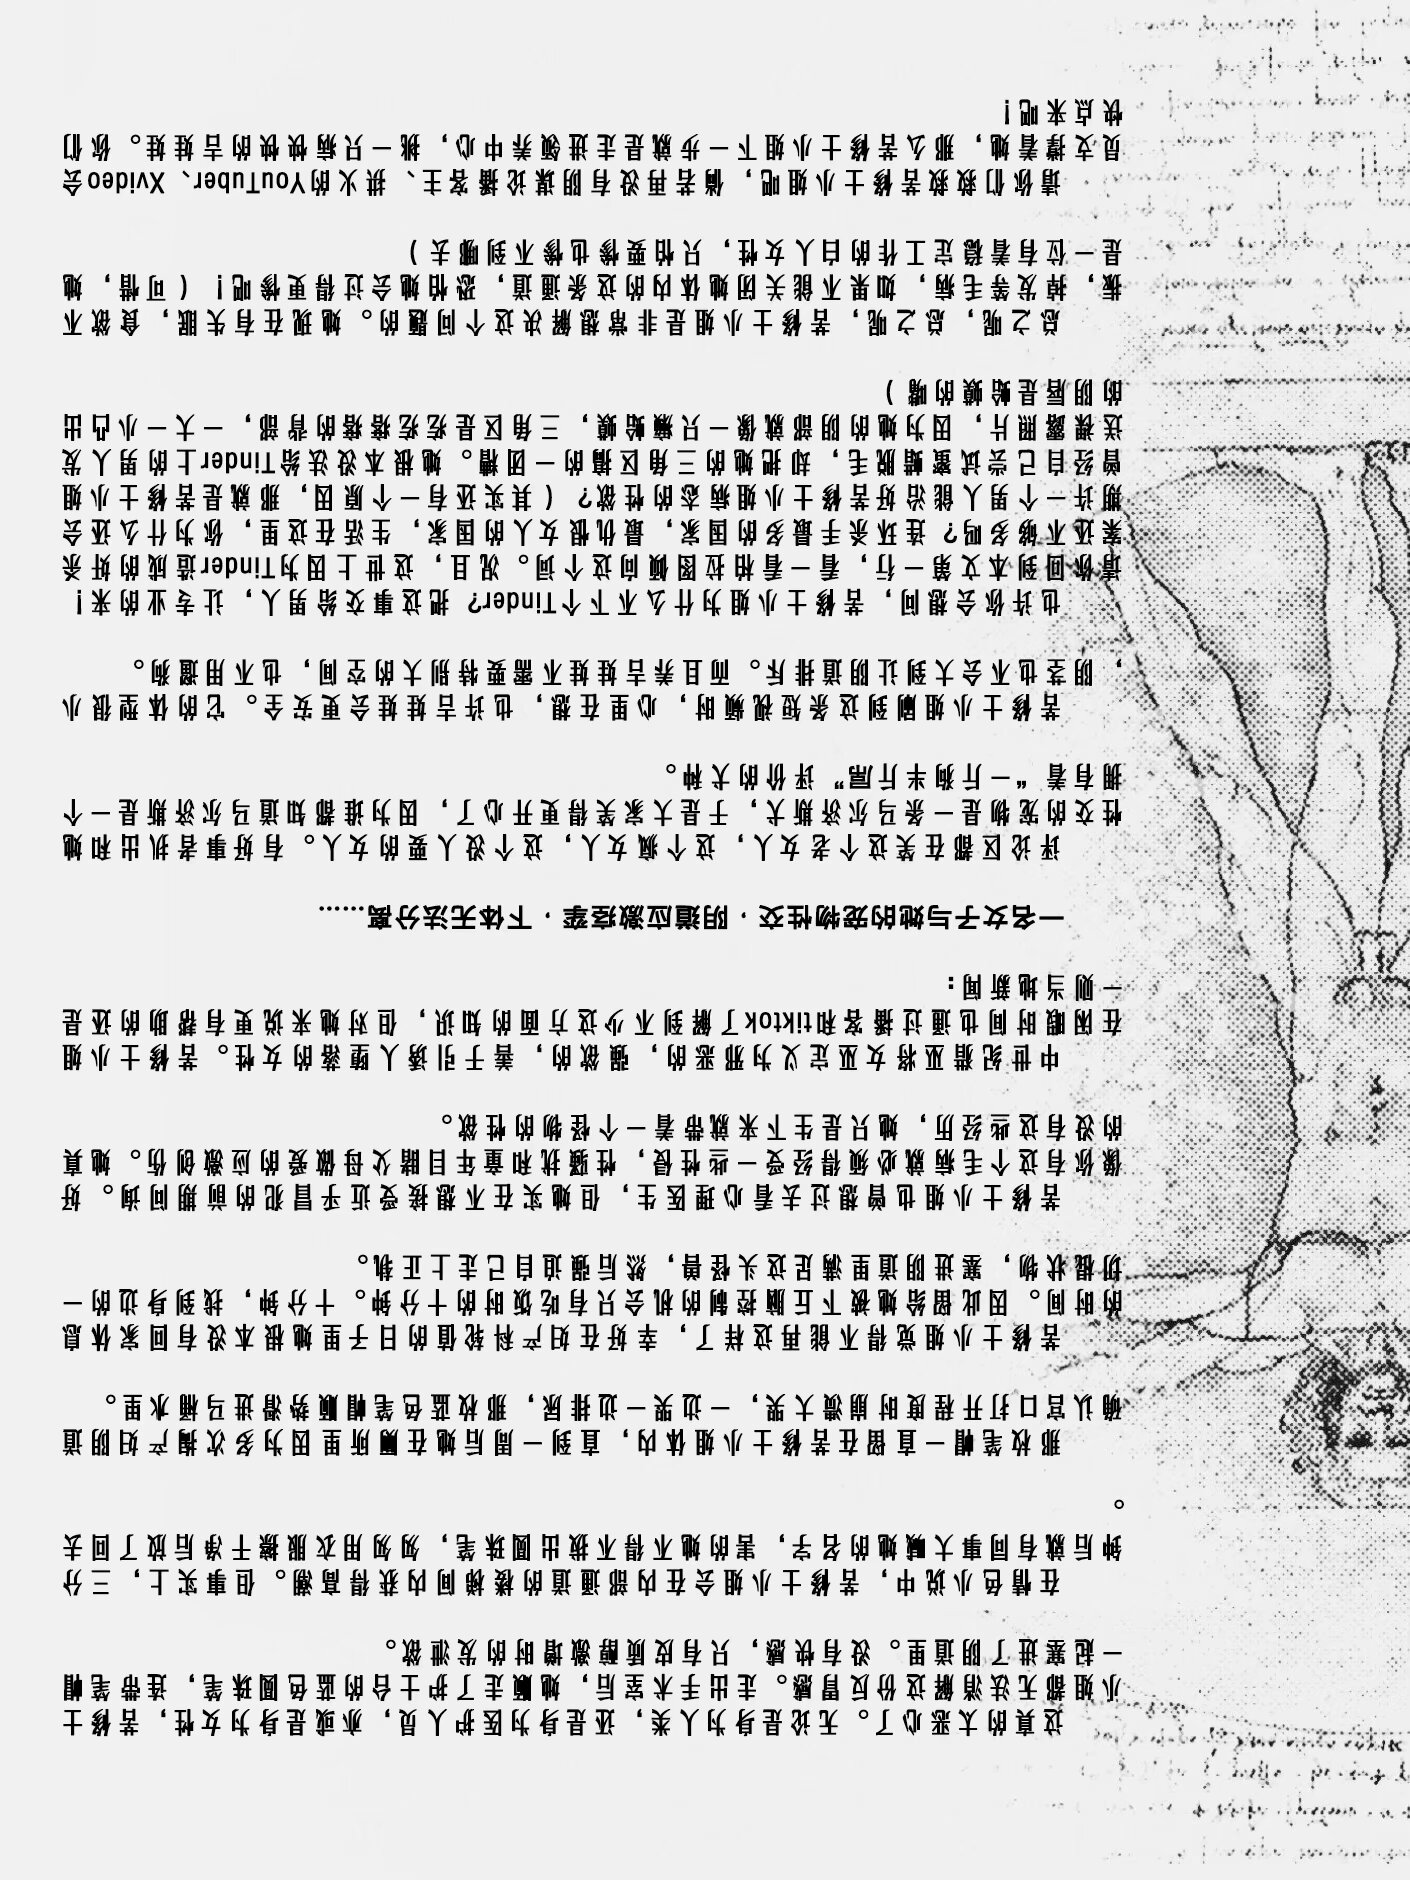 这真的太恶心了。无论是身为人类，还是身为医护人员，亦或是身为女性，苦修士
小姐都无法消解这份反胃感。走出手术室后，她顺走了护士台的蓝色圆珠笔，连带笔帽
一起塞进了阴道里。没有快感，只有皮质醇激增时的发泄欲。
在情色小说中，苦修士小姐会在内部通道的楼梯间内获得高潮。但事实上，三分
钟后就有同事大喊她的名字，害的她不得不拔出圆珠笔，匆匆用衣服擦干净后放了回去
。
那枚笔帽一直留在苦修士小姐体内，直到一周后她在厕所里因为多次掏产妇阴道
确认宫口打开程度时崩溃大哭，一边哭一边排尿，那枚蓝色笔帽顺势滑进马桶水里。
苦修士小姐觉得不能再这样了，幸好在妇产科轮值的日子里她根本没有回家休息
的时间。因此留给她被下丘脑控制的机会只有吃饭时的十分钟。十分钟，找到身边的一
切棍状物，塞进阴道里满足这头怪兽，然后强迫自己走上正轨。
苦修士小姐也曾想过去看心理医生，但她实在不想接受近乎冒犯的前期问询。好
像你有这个毛病就必须得经受一些性侵，性骚扰和童年目睹父母做爱的应激创伤。她真
的没有这些经历，她只是生下来就带着一个怪物的性欲。
中世纪猎巫将女巫定义为邪恶的，强欲的，善于引诱人堕落的女性。苦修士小姐
在闲暇时间也通过播客和tiktok了解到不少这方面的知识，但对她来说更有帮助的还是
一则当地新闻：
一名女子与她的宠物性交，阴道应激痉挛，下体无法分离……
评论区都在笑这个老女人，这个疯女人，这个没人要的女人。有好事者扒出和她
性交的宠物是一条马尔济斯犬，于是大家笑得更开心了，因为谁都知道马尔济斯是一个
拥有着“一斤狗半斤屌”评价的犬种。
苦修士小姐刷到这条短视频时，心里在想，也许吉娃娃会更安全。它的体型很小
，阴茎也不会大到让阴道排斥。而且养吉娃娃不需要特别大的空间，也不用遛狗。
也许你会想问，苦修士小姐为什么不下个Tinder？把这事交给男人，让专业的来！
请你回到本文第一行，看一看柏拉图倾向这个词。况且，这世上因为Tinder造成的奸杀
案还不够多吗？连环杀手最多的国家，最仇恨女人的国家，生活在这里，你为什么还会
期许一个男人能治好苦修士小姐病态的性欲？（其实还有一个原因，那就是苦修士小姐
曾经自己尝试蜜蜡脱毛，却把她的三角区搞的一团糟。她根本没法给Tinder上的男人发
送裸露照片，因为她的阴部就像一只癞蛤蟆，三角区是疙疙瘩瘩的背部，一大一小凸出
的阴唇是蛤蟆的嘴）
总之呢，总之呢，苦修士小姐是非常想解决这个问题的。她现在有失眠，食欲不
振，掉发等毛病，如果不能关闭她体内的这条通道，恐怕她会过得更惨吧！（可惜，她
是一位有着稳定工作的白人女性，只怕要惨也惨不到哪去）
请你们救救苦修士小姐吧，倘若再没有阴谋论播客主、拱火的YouTuber、Xvideo会
员支撑着她，那么苦修士小姐下一步就是走进领养中心，挑一只病怏怏的吉娃娃。你们
快点来吧！